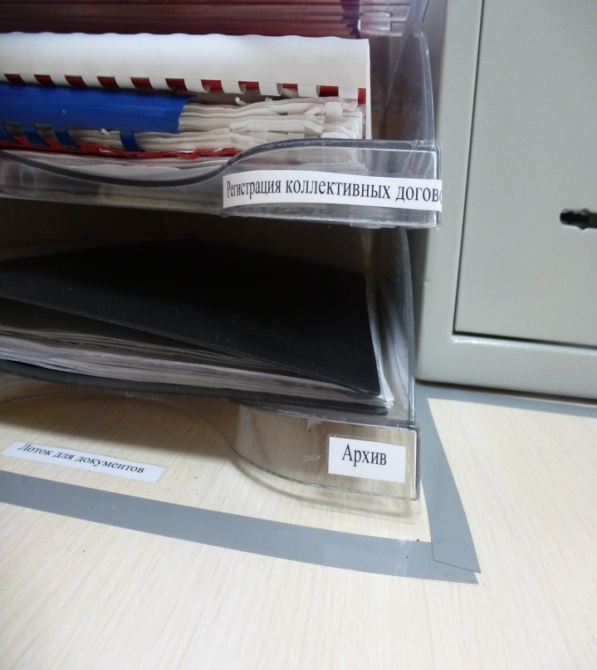 Регистрация коллективных догово
Архив
Лоток для документов